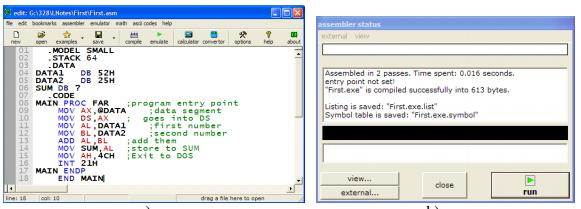 edit: G:\328\LNotes\First\First.asm
file edit bookmarks assembler emulator math ascii codes help
new open examples save compile emulate calculator convertor options help about
01 .MODEL SMALL
02 .STACK 64
03 .DATA
04 DATA1 DB 52H
05 DATA2 DB 25H
06 SUM DB ?
07 .CODE
08 MAIN PROC FAR ;program entry point
09 MOV AX,@DATA ;data segment
10 MOV DS,AX ; goes into DS
11 MOV AL,DATA1 ;first number
12 MOV BL,DATA2 ;second number
13 ADD AL,BL ;add them
14 MOV SUM,AL ;store to SUM
15 MOV AH,4CH ;Exit to DOS
16 INT 21H
17 MAIN ENDP
18 END MAIN
line: 18 col: 10 drag a file here to open
assembler status
external view
Assembled in 2 passes. Time spent: 0.016 seconds.
entry point not set!
"First.exe" is compiled successfully into 613 bytes.
Listing is saved: "First.exe.list"
Symbol table is saved: "First.exe.symbol"
view...
external...
close
run